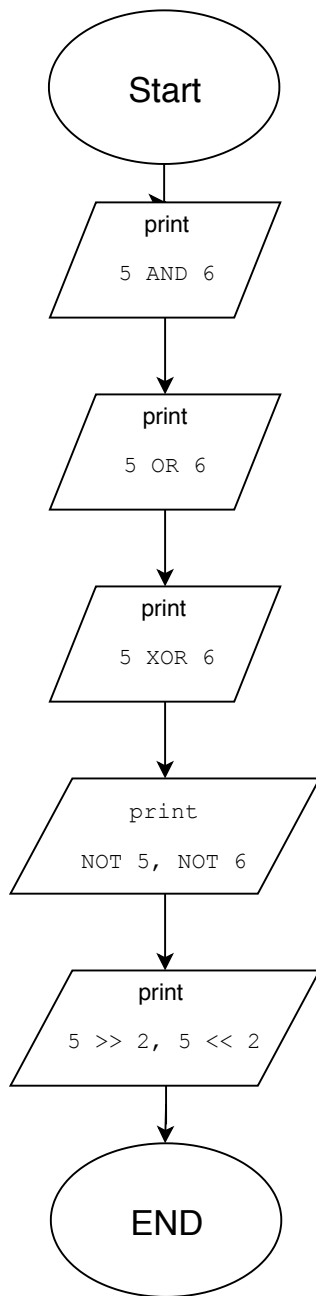 Start
print
5 AND 6
print
5 OR 6
print
5 XOR 6
print
NOT 5, NOT 6
print
5 >> 2, 5 << 2
END